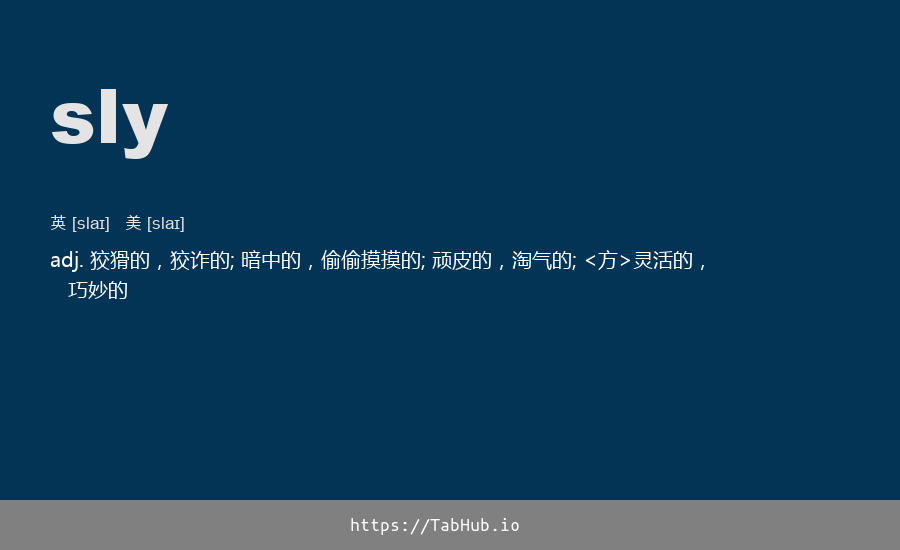 sly
英 [slaɪ] 美 [slaɪ]
adj. 狡猾的，狡诈的; 暗中的，偷偷摸摸的; 顽皮的，淘气的; <方>灵活的，
巧妙的
https://TabHub.io